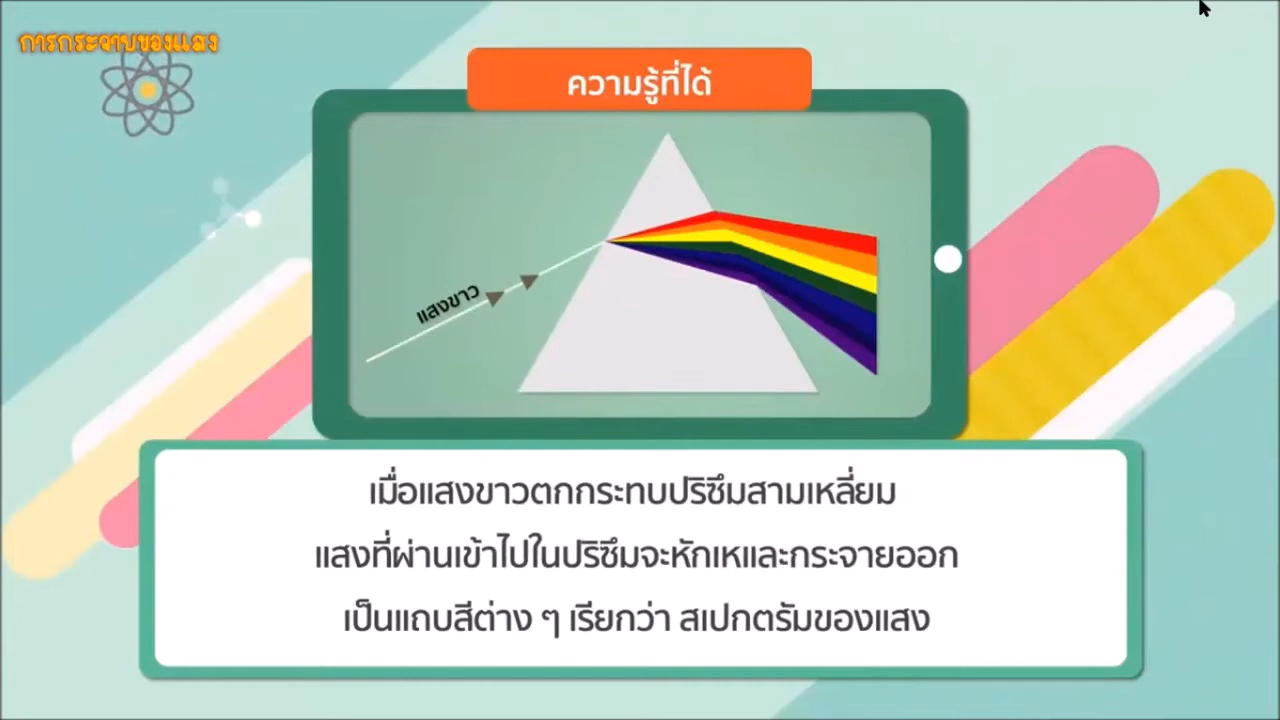 การกระจายของแสง
ความรู้ที่ได้
แสงขาว
เมื่อแสงขาวตกกระทบปริซึมสามเหลี่ยม
แสงที่ผ่านเข้าไปในปริซึมจะหักเหและกระจายออก
เป็นแถบสีต่าง ๆ เรียกว่า สเปกตรัมของแสง